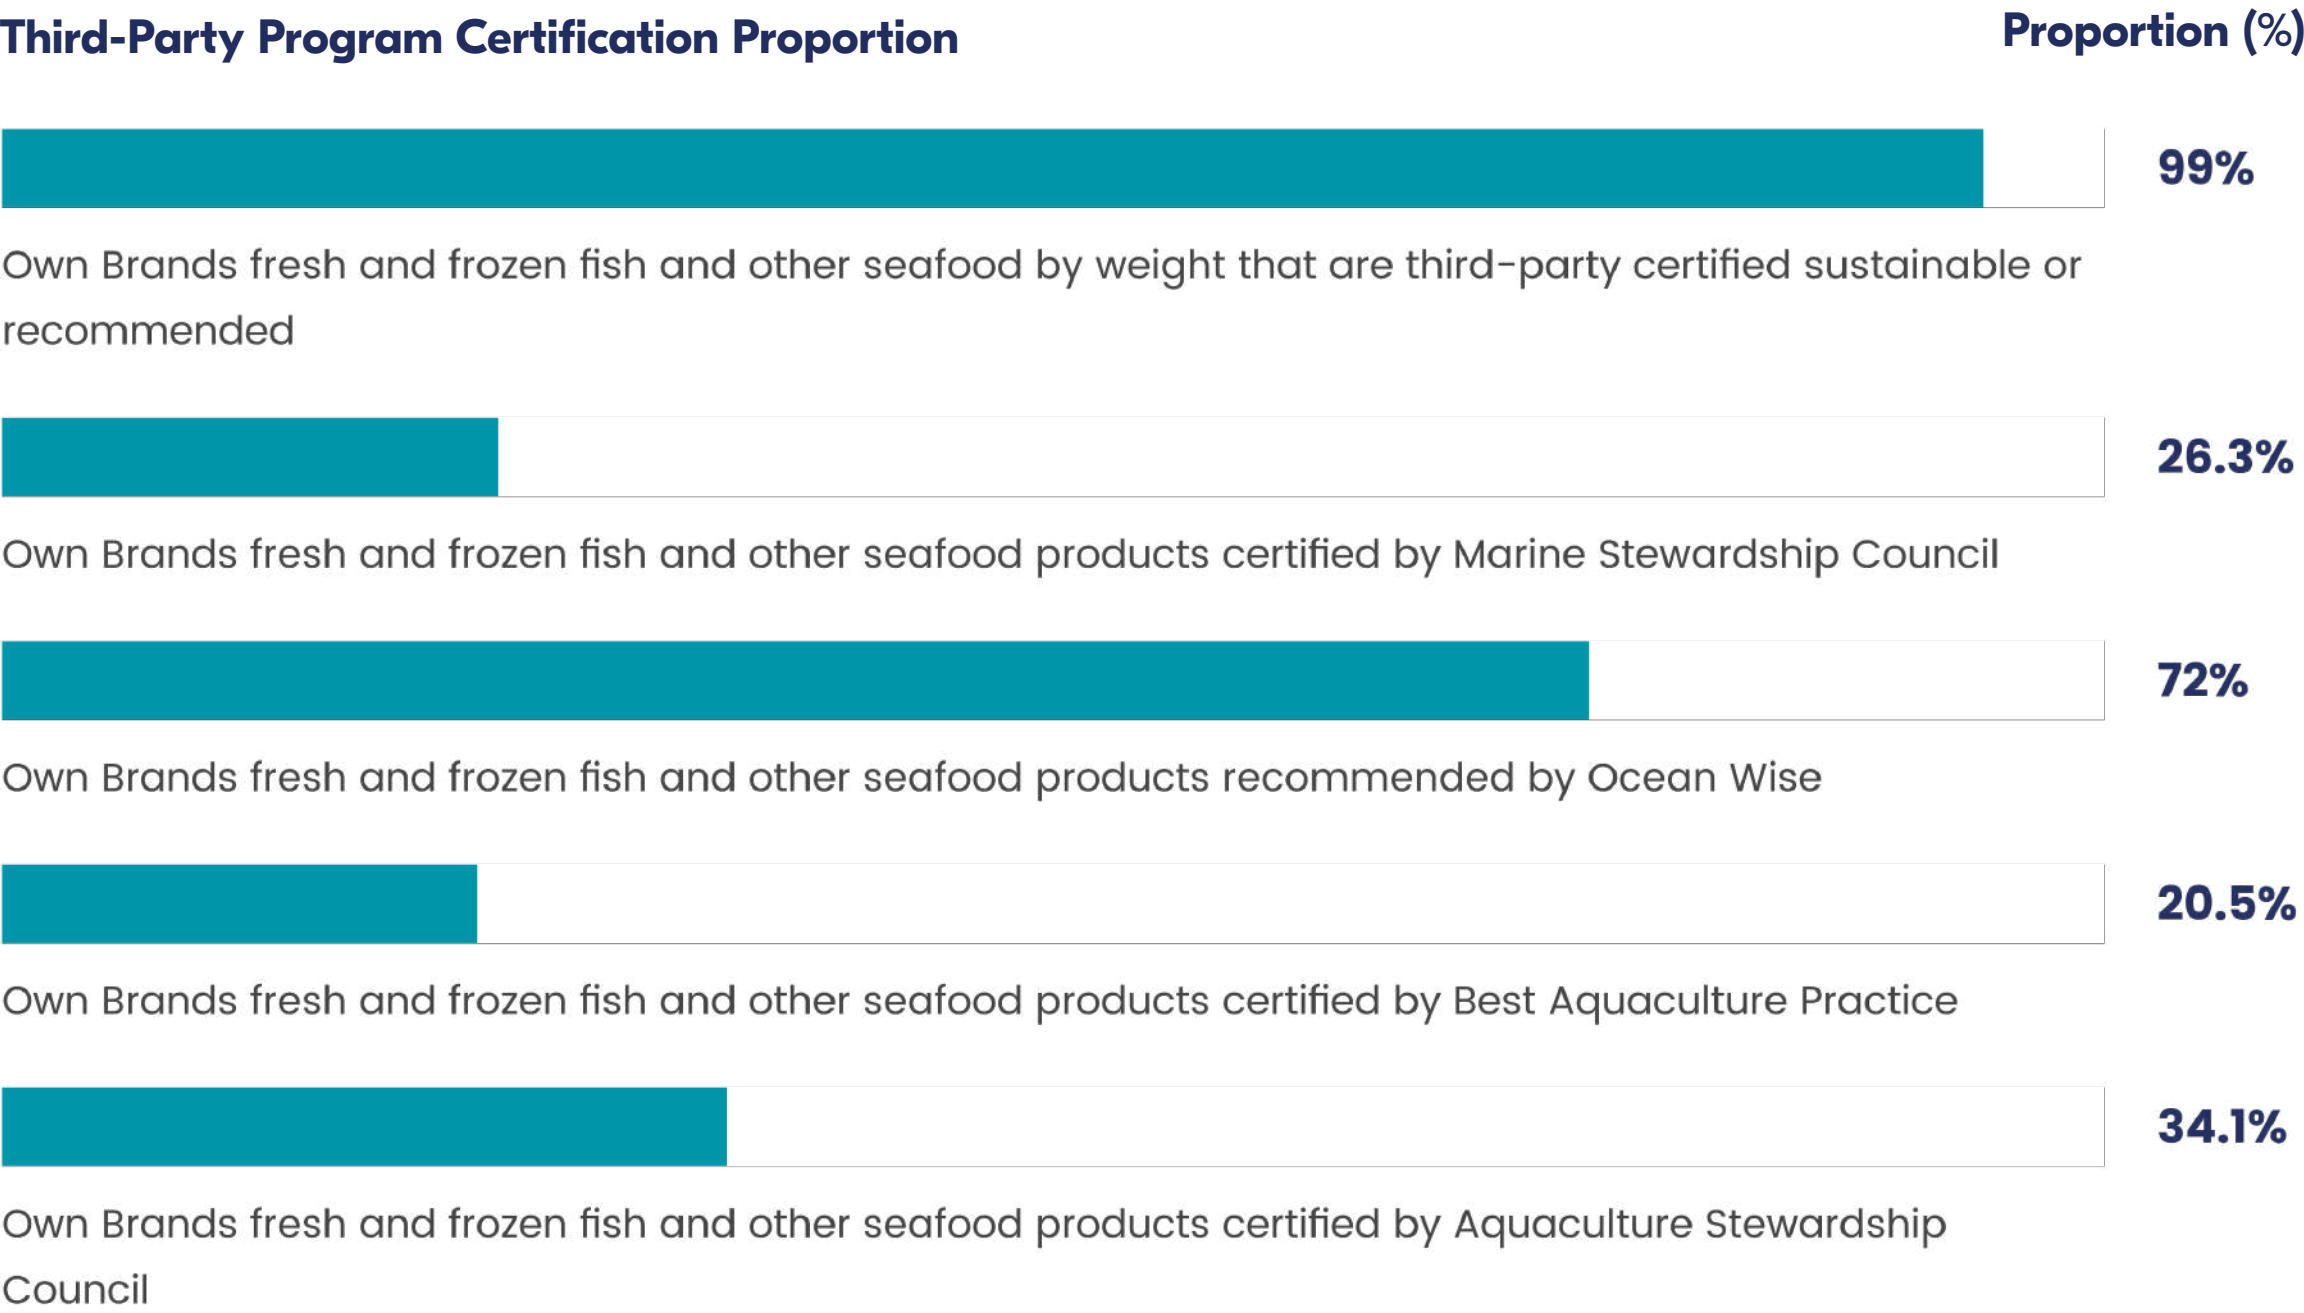 Third-Party Program Certification Proportion
Proportion (%)
99%
Own Brands fresh and frozen fish and other seafood by weight that are third-party certified sustainable or
recommended
26.3%
Own Brands fresh and frozen fish and other seafood products certified by Marine Stewardship Council
72%
Own Brands fresh and frozen fish and other seafood products recommended by Ocean Wise
20.5%
Own Brands fresh and frozen fish and other seafood products certified by Best Aquaculture Practice
34.1%
Own Brands fresh and frozen fish and other seafood products certified by Aquaculture Stewardship
Council